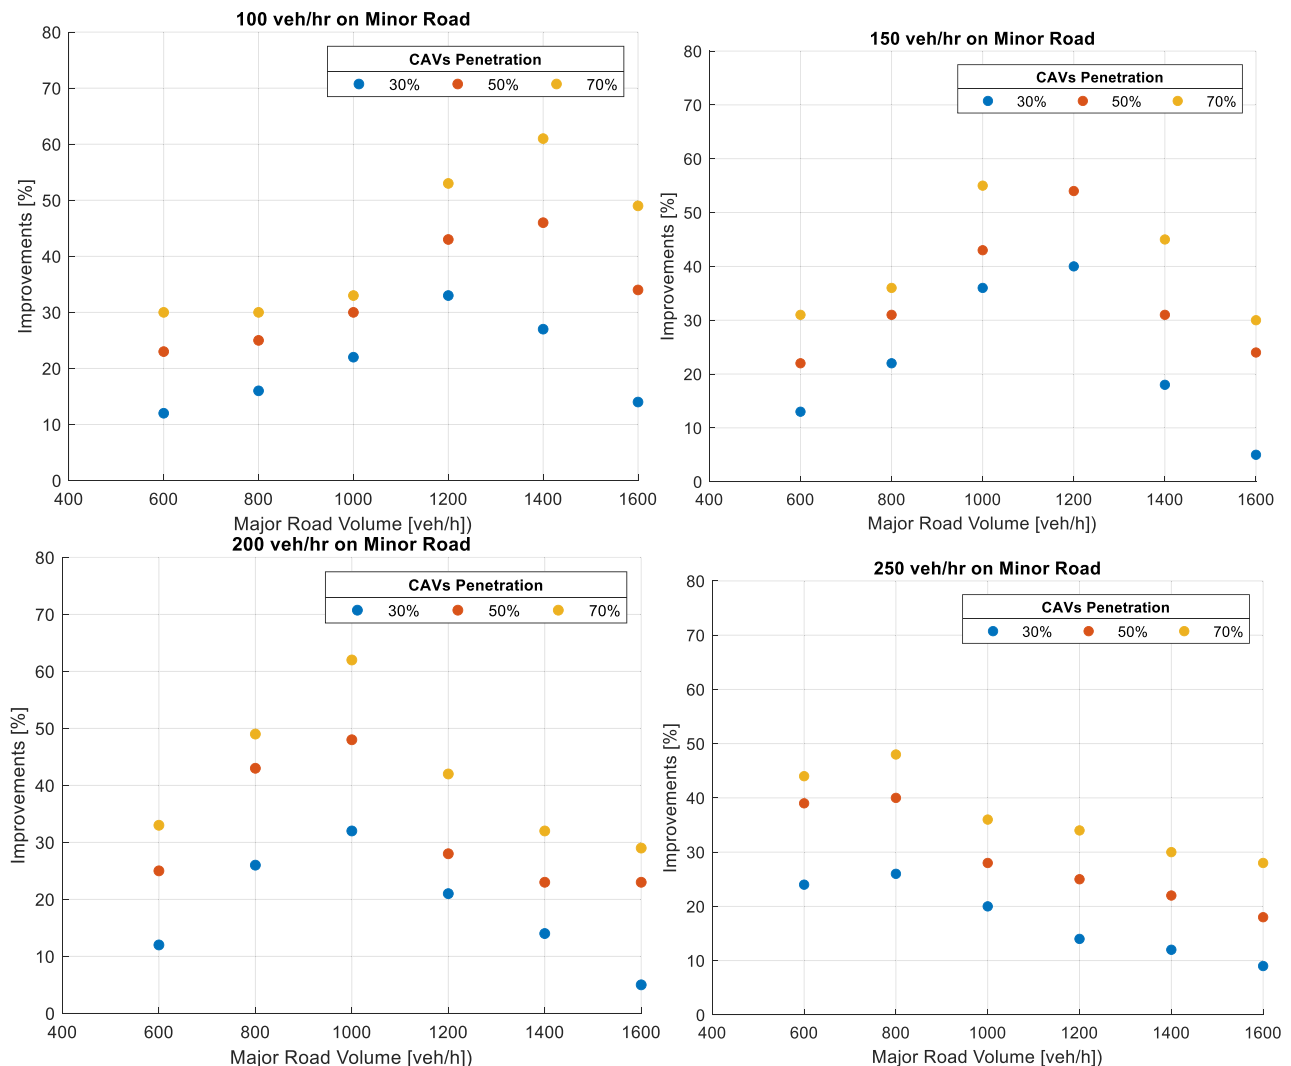 100 veh/hr on Minor Road
CAVs Penetration
30% 50% 70%
Improvements [%]
80
70
60
50
40
30
20
10
0
400 600 800 1000 1200 1400 1600
Major Road Volume [veh/h])
150 veh/hr on Minor Road
CAVs Penetration
30% 50% 70%
Improvements [%]
80
70
60
50
40
30
20
10
0
400 600 800 1000 1200 1400 1600
Major Road Volume [veh/h])
200 veh/hr on Minor Road
CAVs Penetration
30% 50% 70%
Improvements [%]
80
70
60
50
40
30
20
10
0
400 600 800 1000 1200 1400 1600
Major Road Volume [veh/h])
250 veh/hr on Minor Road
CAVs Penetration
30% 50% 70%
Improvements [%]
80
70
60
50
40
30
20
10
0
400 600 800 1000 1200 1400 1600
Major Road Volume [veh/h])